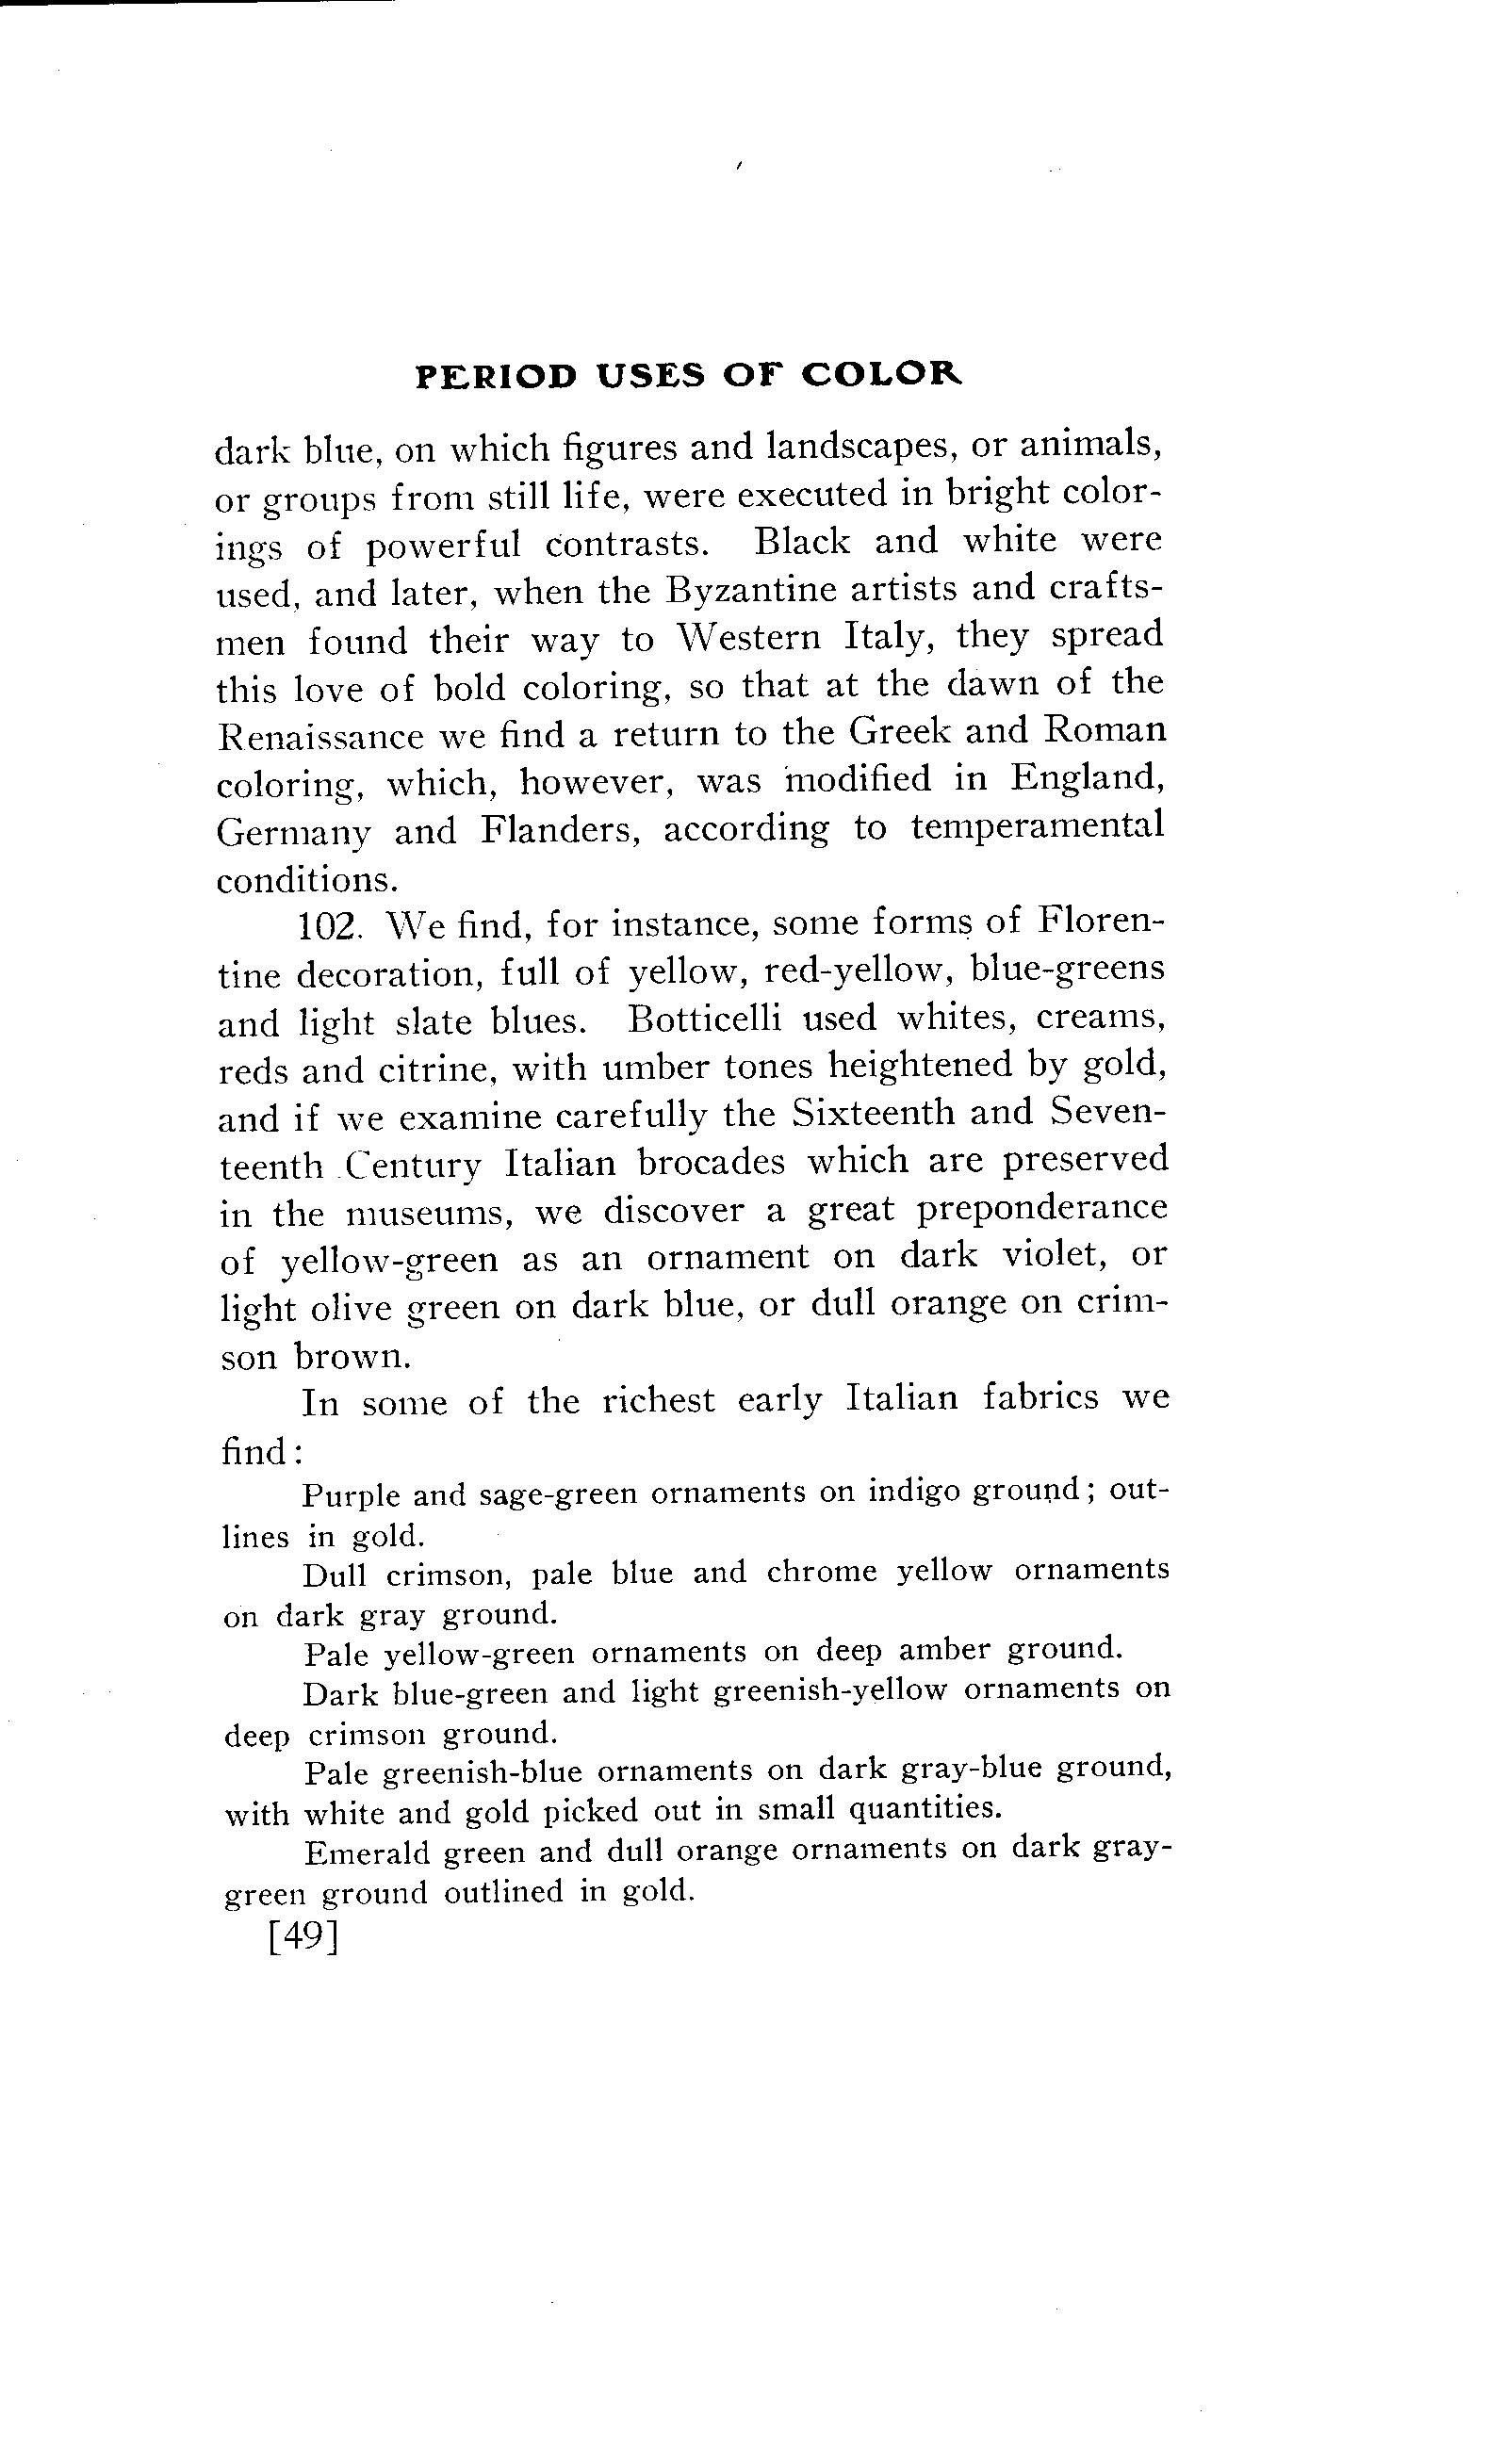 PERIOD USES OF COLOR
dark blue, on which figures and landscapes, or animals,
or groups from still life, were executed in bright color-
ings of powerful contrasts. Black and white were
used, and later, when the Byzantine artists and crafts-
men found their way to Western Italy, they spread
this love of bold coloring, so that at the dawn of the
Renaissance we find a return to the Greek and Roman
coloring, which, however, was modified in England,
Germany and Flanders, according to temperamental
conditions.
102. We find, for instance, some forms of Floren-
tine decoration, full of yellow, red-yellow, blue-greens
and light slate blues. Botticelli used whites, creams,
reds and citrine, with umber tones heightened by gold,
and if we examine carefully the Sixteenth and Seven-
teenth Century Italian brocades which are preserved
in the museums, we discover a great preponderance
of yellow-green as an ornament on dark violet, or
light olive green on dark blue, or dull orange on crim-
son brown.
In some of the richest early Italian fabrics we
find:
Purple and sage-green ornaments on indigo ground; out-
lines in gold.
Dull crimson, pale blue and chrome yellow ornaments
on dark gray ground.
Pale yellow-green ornaments on deep amber ground.
Dark blue-green and light greenish-yellow ornaments on
deep crimson ground.
Pale greenish-blue ornaments on dark gray-blue ground,
with white and gold picked out in small quantities.
Emerald green and dull orange ornaments on dark gray-
green ground outlined in gold.
[49]